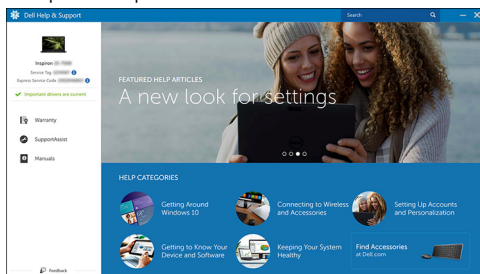 Dell Help & Support
Search
Inspiron
Service Tag
Express Service Code
Important drivers are current
Warranty
SupportAssist
Manuals
Feedback
FEATURED HELP ARTICLES
A new look for settings
HELP CATEGORIES
Getting Around
Windows 10
Connecting to Wireless
and Accessories
Setting Up Accounts
and Personalization
Getting to Know Your
Device and Software
Keeping Your System
Healthy
Find Accessories
at Dell.com